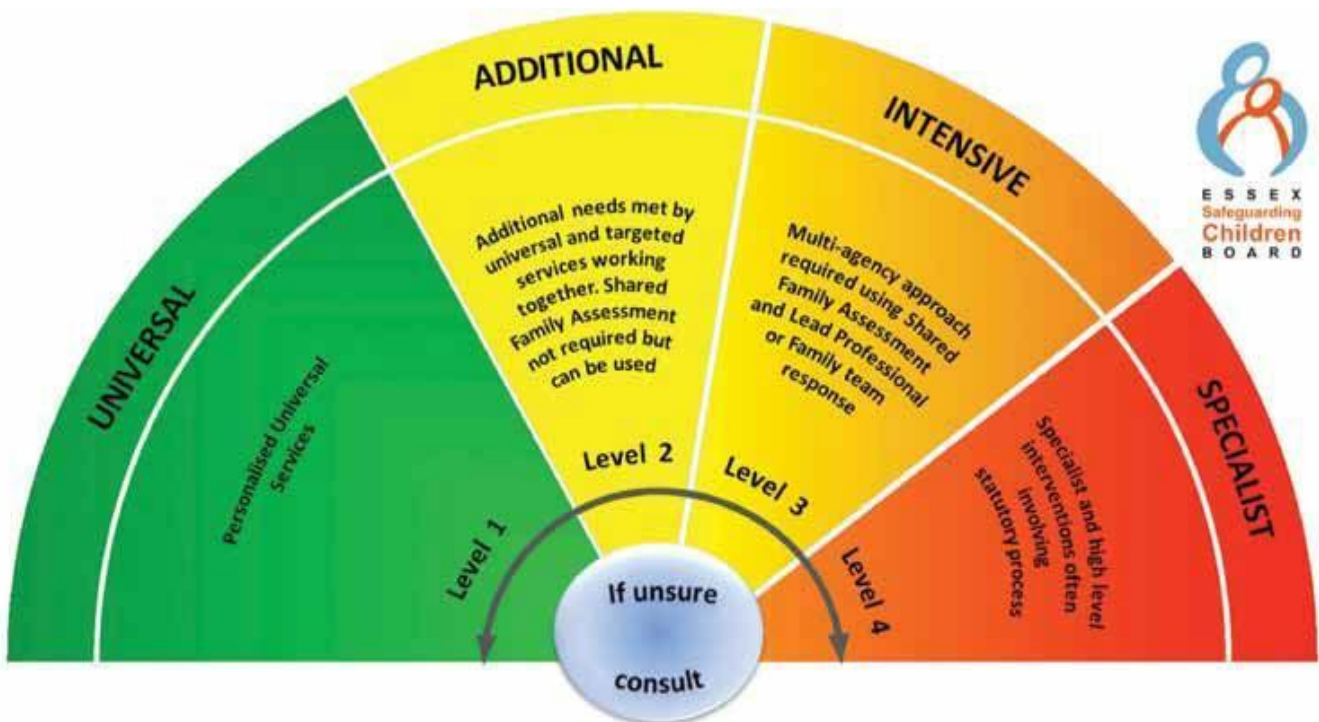 UNIVERSAL
Personalised Universal
Services
Level 1
ADDITIONAL
Additional needs met by
universal and targeted
services working
together. Shared
Family Assessment
not required but
can be used
Level 2
INTENSIVE
Multi-agency approach
required using Shared
Family Assessment
and Lead Professional
or Family team
response
Level 3
SPECIALIST
Specialist and high level
interventions often
involving
statutory process
Level 4
If unsure
consult
ESSEX
Safeguarding
Children
BOARD